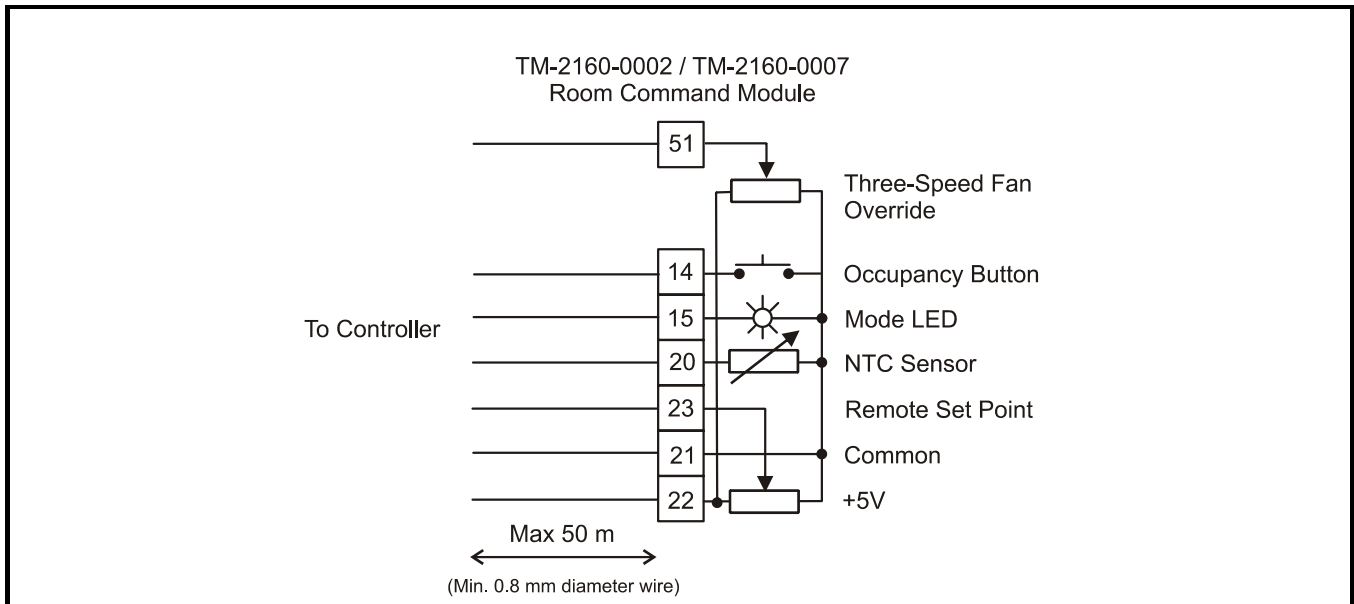 TM-2160-0002 / TM-2160-0007
Room Command Module
51
Three-Speed Fan
Override
14
Occupancy Button
15
Mode LED
To Controller
20
NTC Sensor
23
Remote Set Point
21
Common
22
+5V
Max 50 m
(Min. 0.8 mm diameter wire)